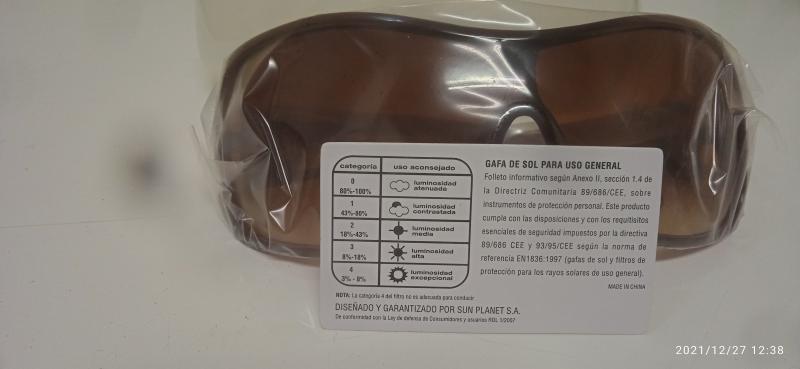 categoría uso aconsejado
0
80%-100%
luminosidad
atenuada
1
43%-80%
luminosidad
contrastada
2
18%-43%
luminosidad
media
3
8%-18%
luminosidad
alta
4
3% - 8%
luminosidad
excepcional
NOTA: La categoría 4 del filtro no es adecuada para conducir
DISEÑADO Y GARANTIZADO POR SUN PLANET S.A.
De conformidad con la Ley de defensa de Consumidores y usuarios RDL 1/2007
GAFA DE SOL PARA USO GENERAL
Folleto informativo según Anexo II, sección 1.4 de
la Directriz Comunitaria 89/686/CEE, sobre
instrumentos de protección personal. Este producto
cumple con las disposiciones y con los requitisitos
esenciales de seguridad impuestos por la directiva
89/686 CEE y 93/95/CEE según la norma de
referencia EN1836:1997 (gafas de sol y filtros de
protección para los rayos solares de uso general).
MADE IN CHINA
2021/12/27 12:38